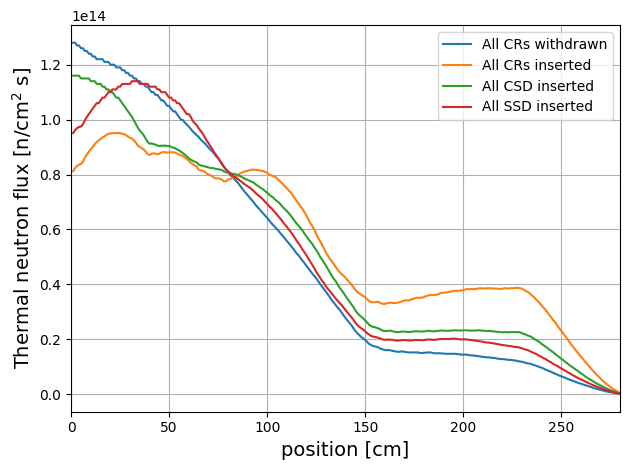 1e14
All CRs withdrawn
All CRs inserted
All CSD inserted
All SSD inserted
Thermal neutron flux [n/cm² s]
1.2
1.0
0.8
0.6
0.4
0.2
0.0
0 50 100 150 200 250
position [cm]